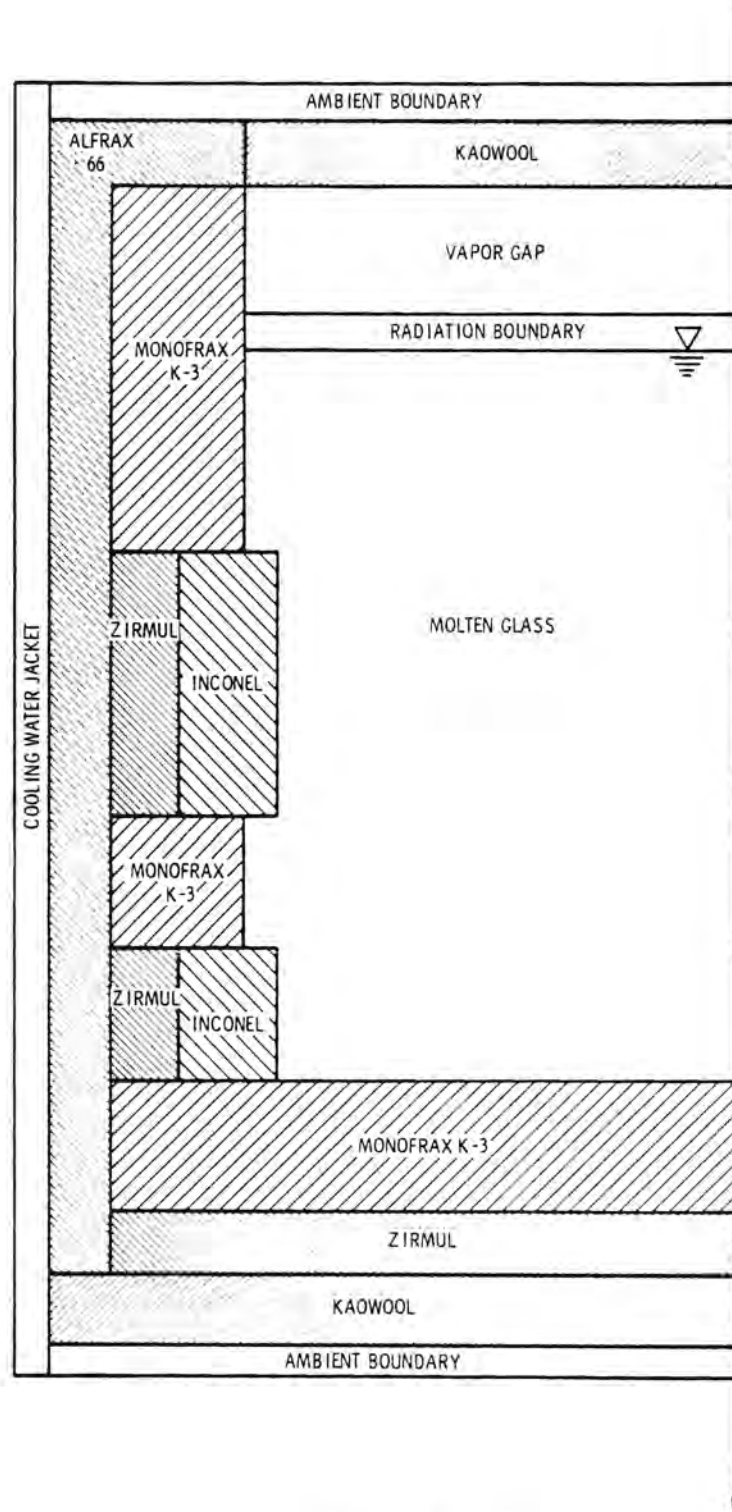 AMBIENT BOUNDARY
ALFRAX
66
KAOWOOL
VAPOR GAP
RADIATION BOUNDARY
MONOFRAX
K-3
ZIRMUL
MOLTEN GLASS
INCONEL
COOLING WATER JACKET
MONOFRAX
K-3
ZIRMUL
INCONEL
MONOFRAX K-3
ZIRMUL
KAOWOOL
AMBIENT BOUNDARY